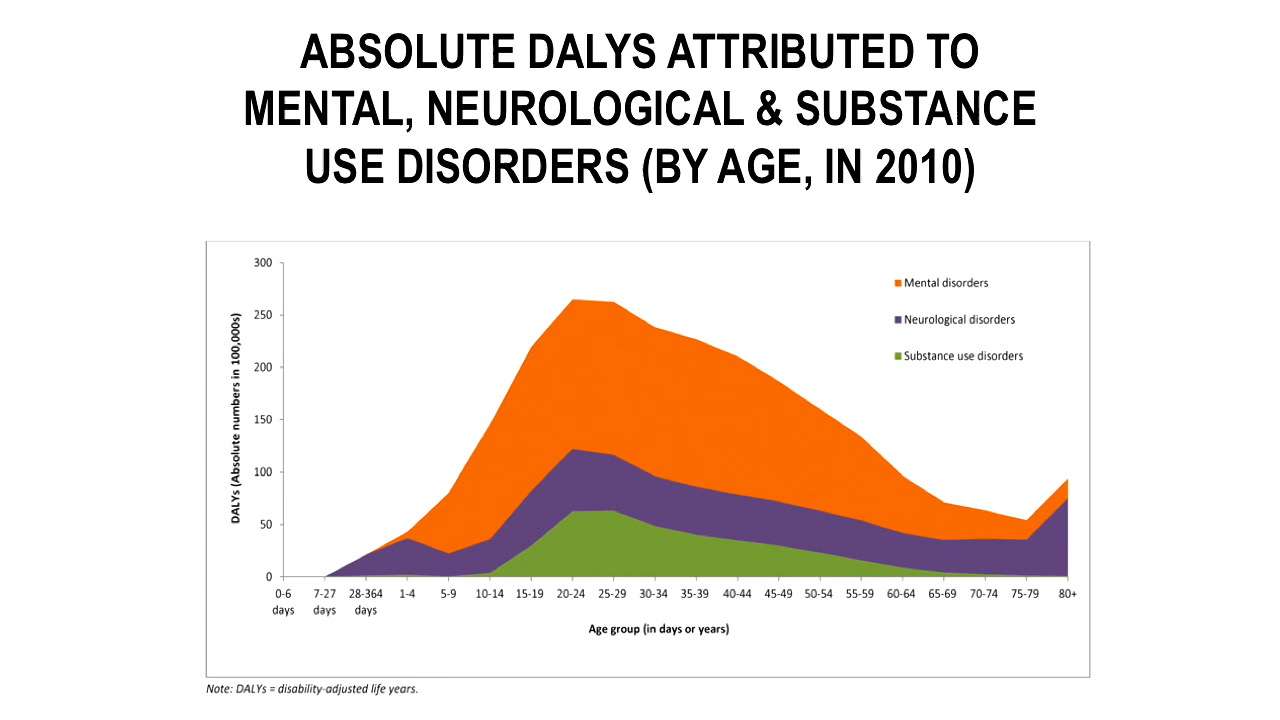 ABSOLUTE DALYS ATTRIBUTED TO
MENTAL, NEUROLOGICAL & SUBSTANCE
USE DISORDERS (BY AGE, IN 2010)
300
250
200
150
100
50
0
DALYs (Absolute numbers in 100,000s)
Mental disorders
Neurological disorders
Substance use disorders
0-6 7-27 28-364 1-4 5-9 10-14 15-19 20-24 25-29 30-34 35-39 40-44 45-49 50-54 55-59 60-64 65-69 70-74 75-79 80+
days days days
Age group (in days or years)
Note: DALYs = disability-adjusted life years.